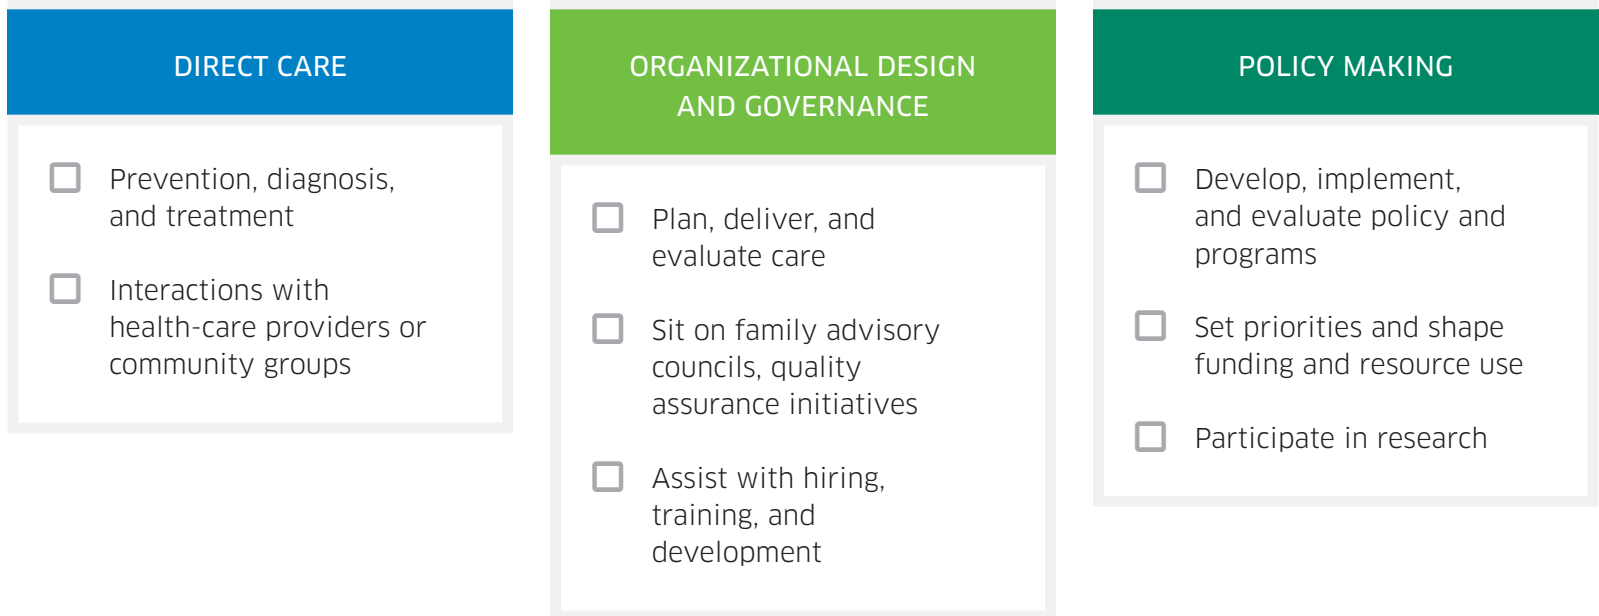 DIRECT CARE
Prevention, diagnosis,
and treatment
Interactions with
health-care providers or
community groups
ORGANIZATIONAL DESIGN
AND GOVERNANCE
Plan, deliver, and
evaluate care
Sit on family advisory
councils, quality
assurance initiatives
Assist with hiring,
training, and
development
POLICY MAKING
Develop, implement,
and evaluate policy and
programs
Set priorities and shape
funding and resource use
Participate in research